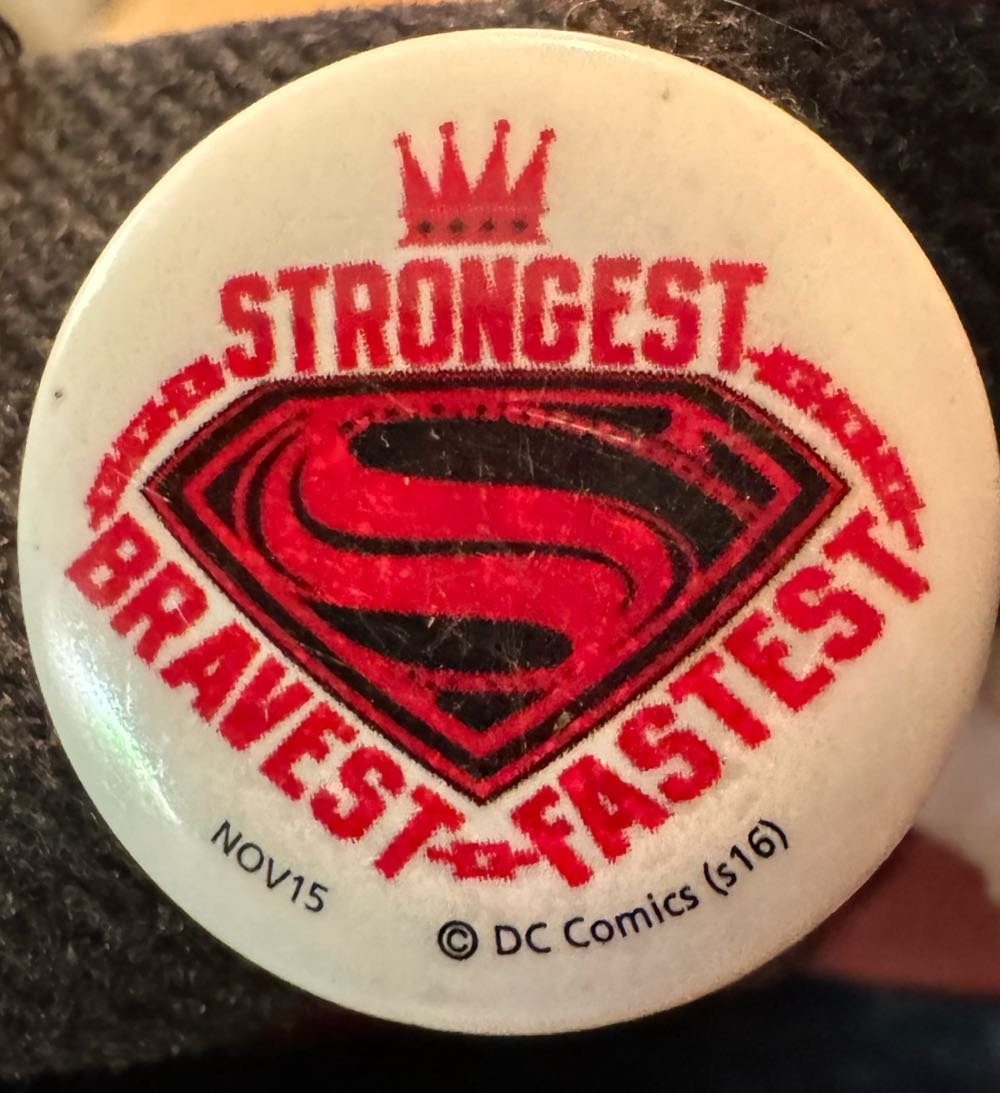 STRONGEST
BRAVEST
FASTEST
NOV15
© DC Comics (s16)